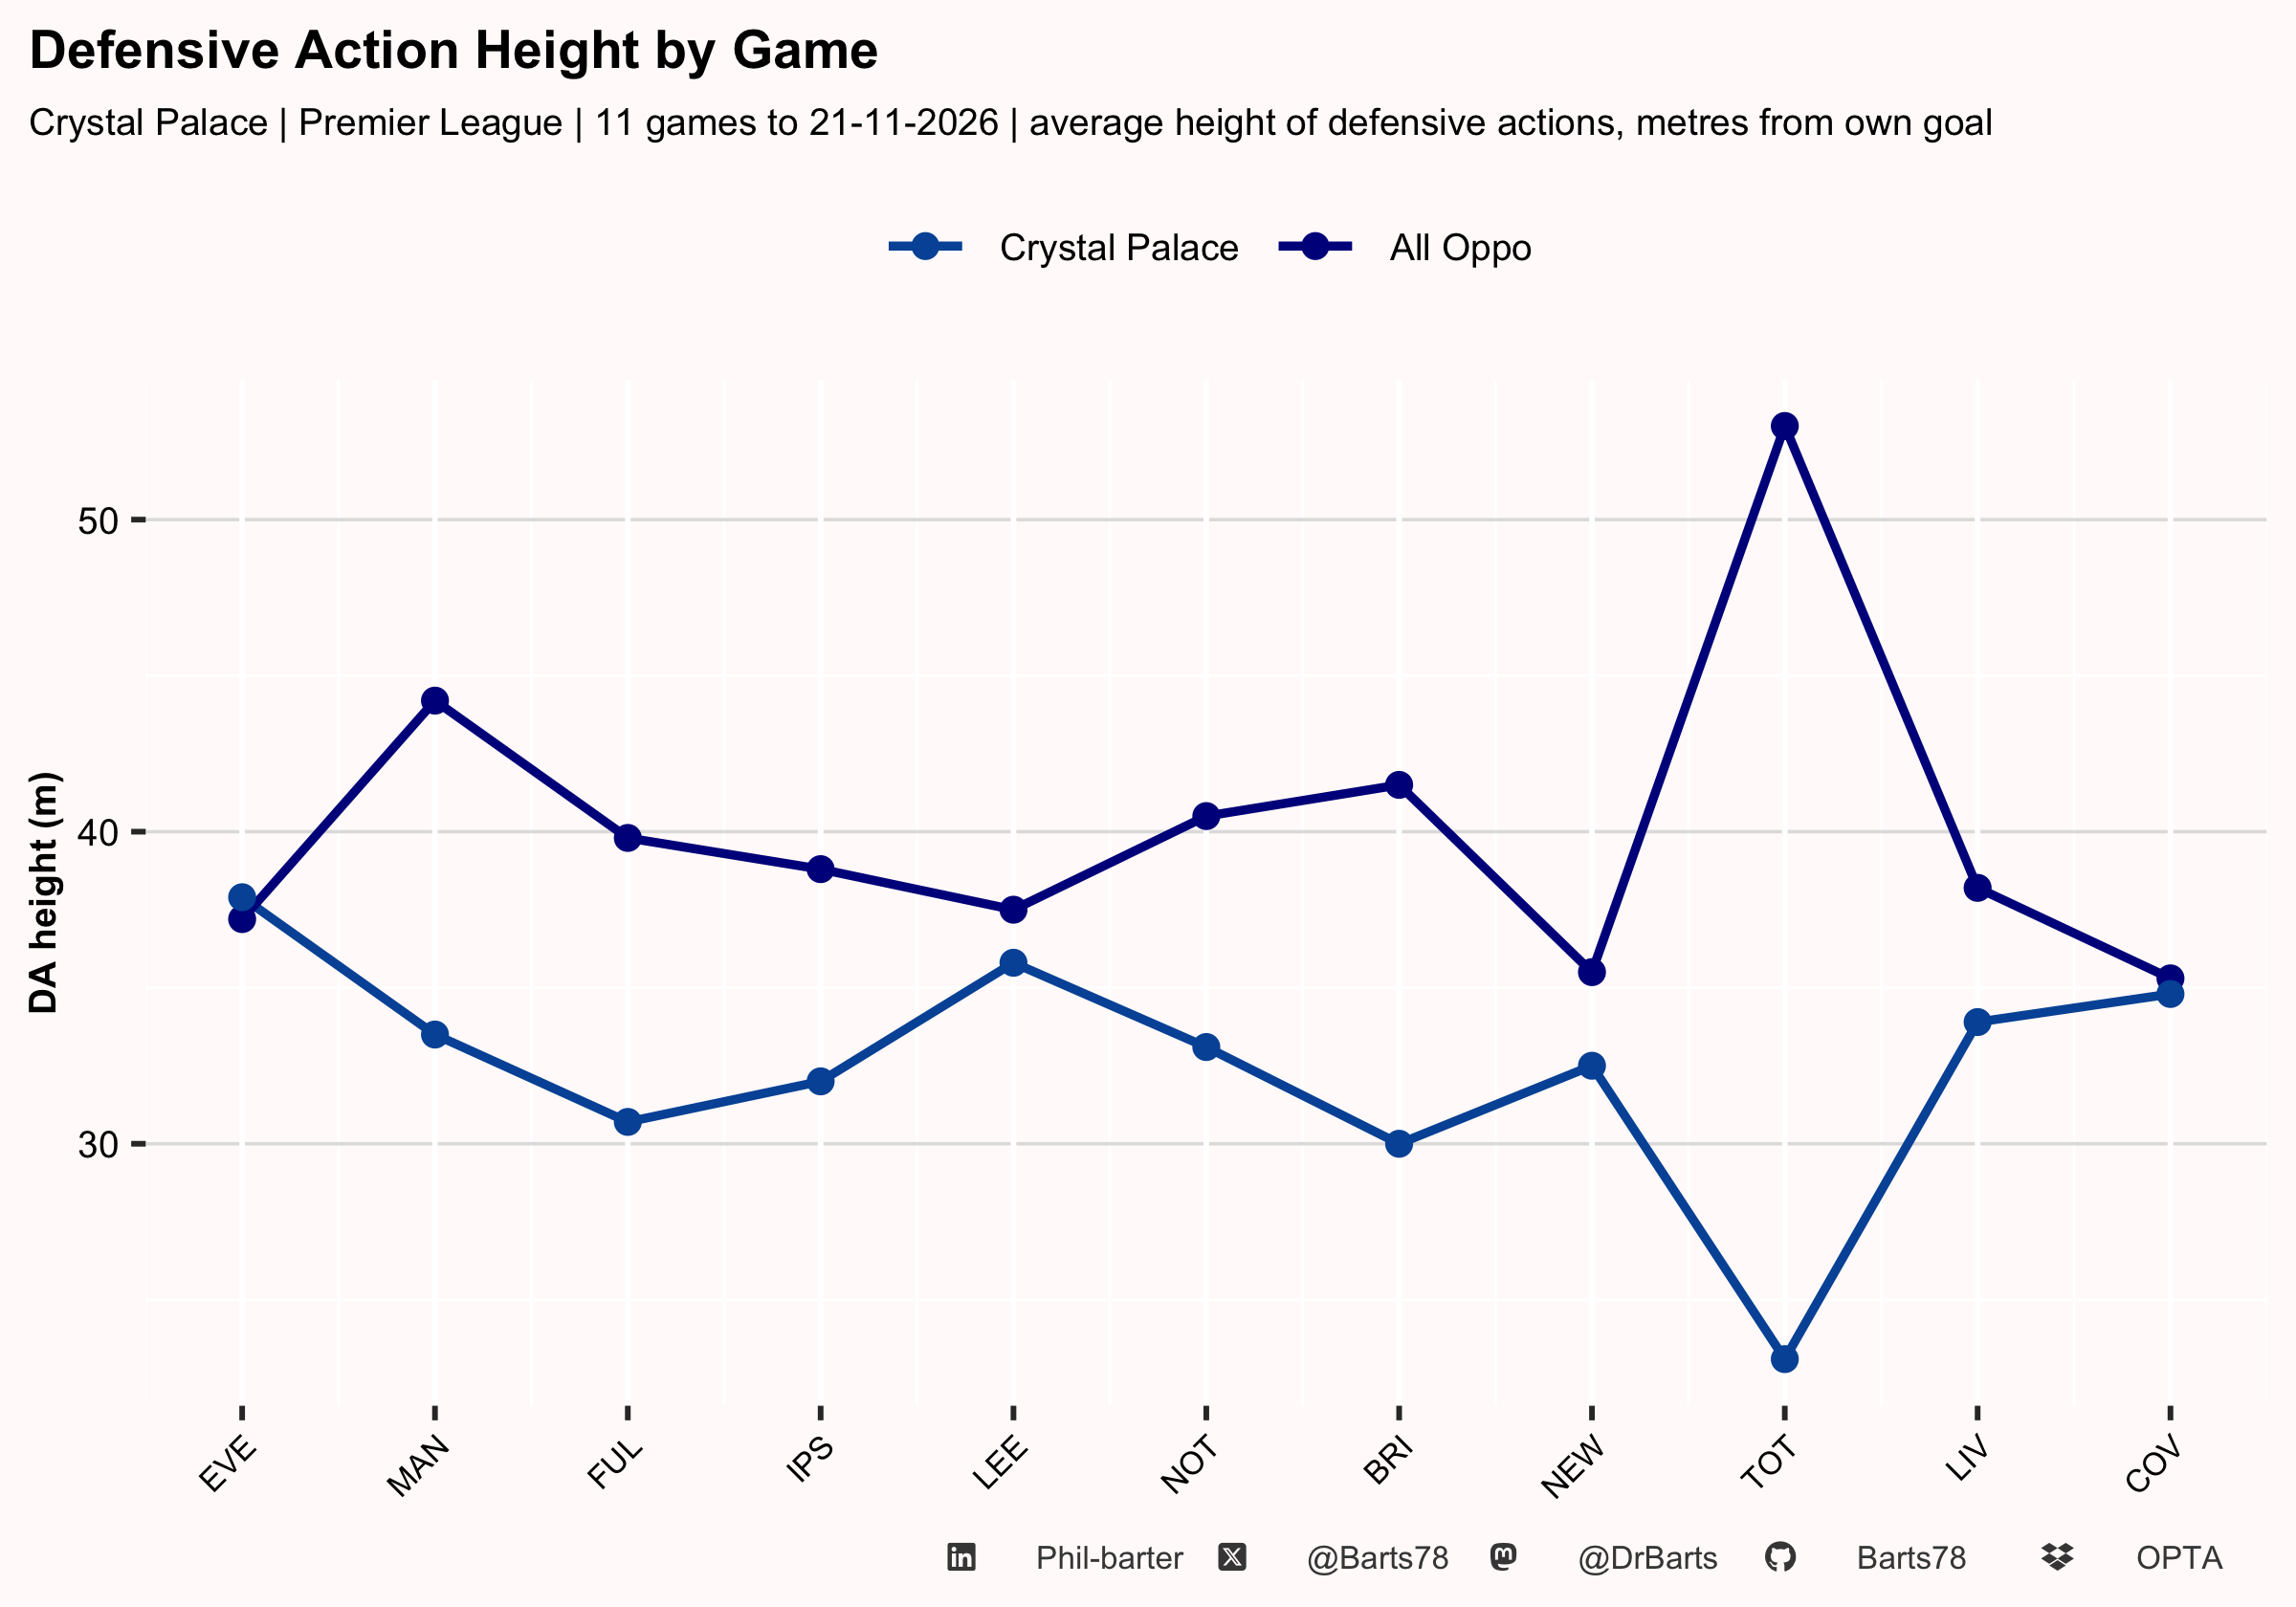 Defensive Action Height by Game
Crystal Palace | Premier League | 11 games to 21-11-2026 | average height of defensive actions, metres from own goal
Crystal Palace
All Oppo
DA height (m)
50
40
30
EVE
MAN
FUL
IPS
LEE
NOT
BRI
NEW
TOT
LIV
COV
Phil-barter
@Barts78
@DrBarts
Barts78
OPTA